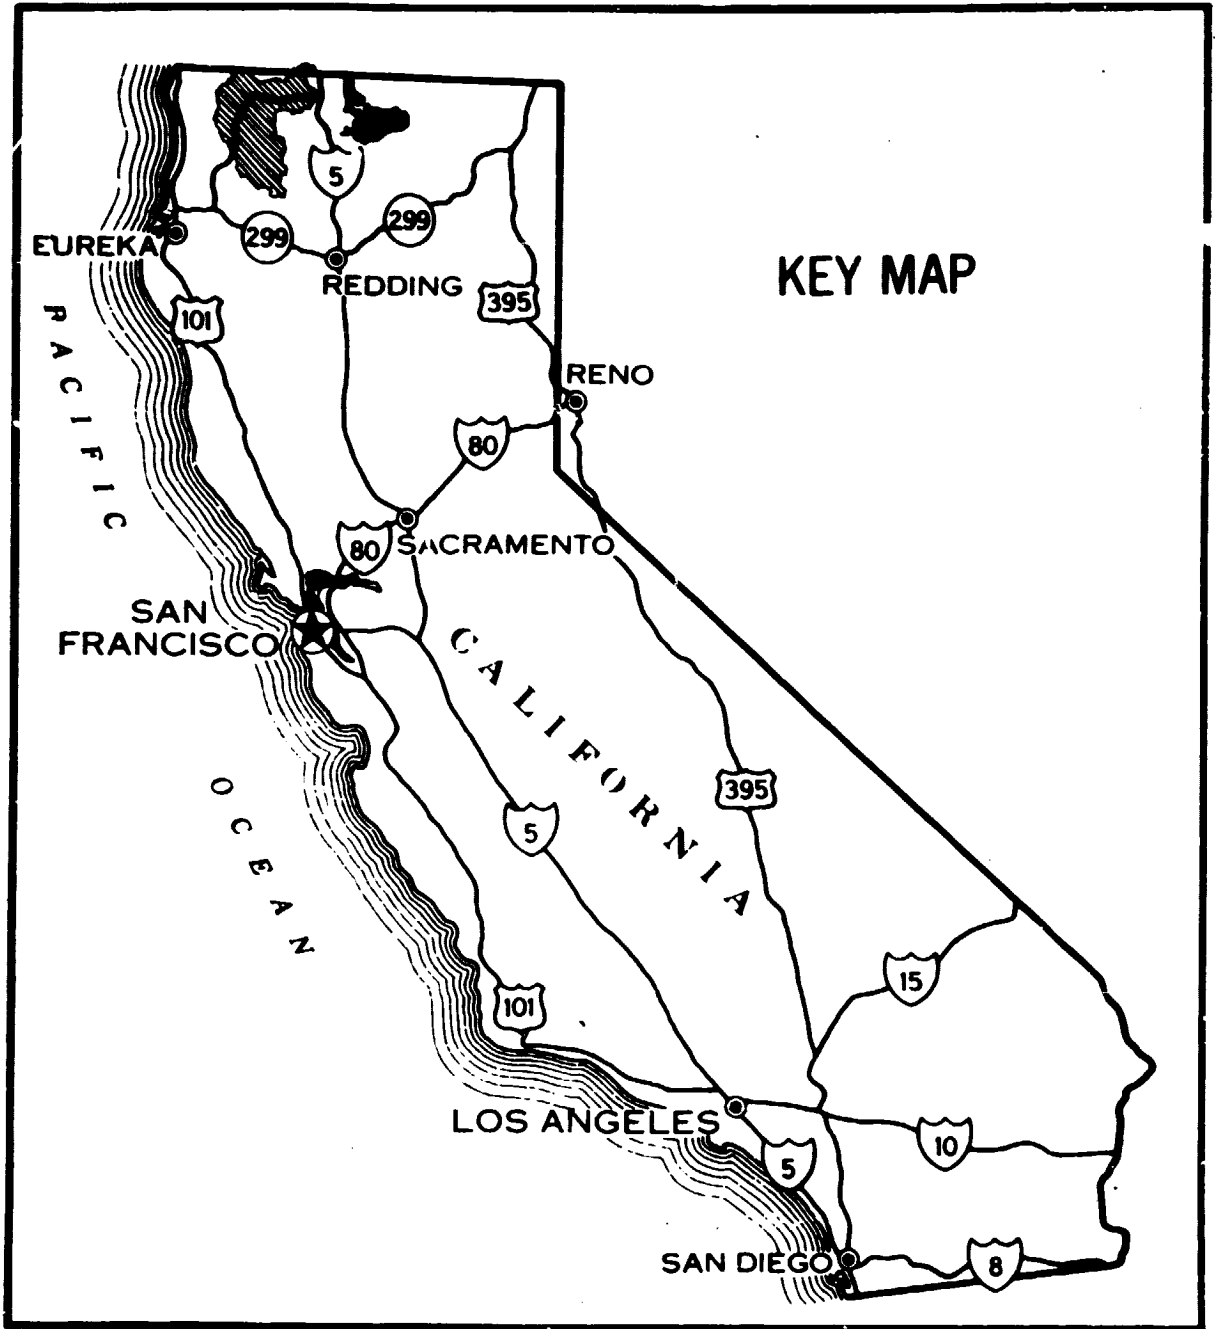 5
299
299
EUREKA
REDDING
395
101
KEY MAP
RENO
80
80
SACRAMENTO
PACIFIC
SAN
FRANCISCO
CALIFORNIA
395
5
OCEAN
15
101
LOS ANGELES
10
5
SAN DIEGO
8